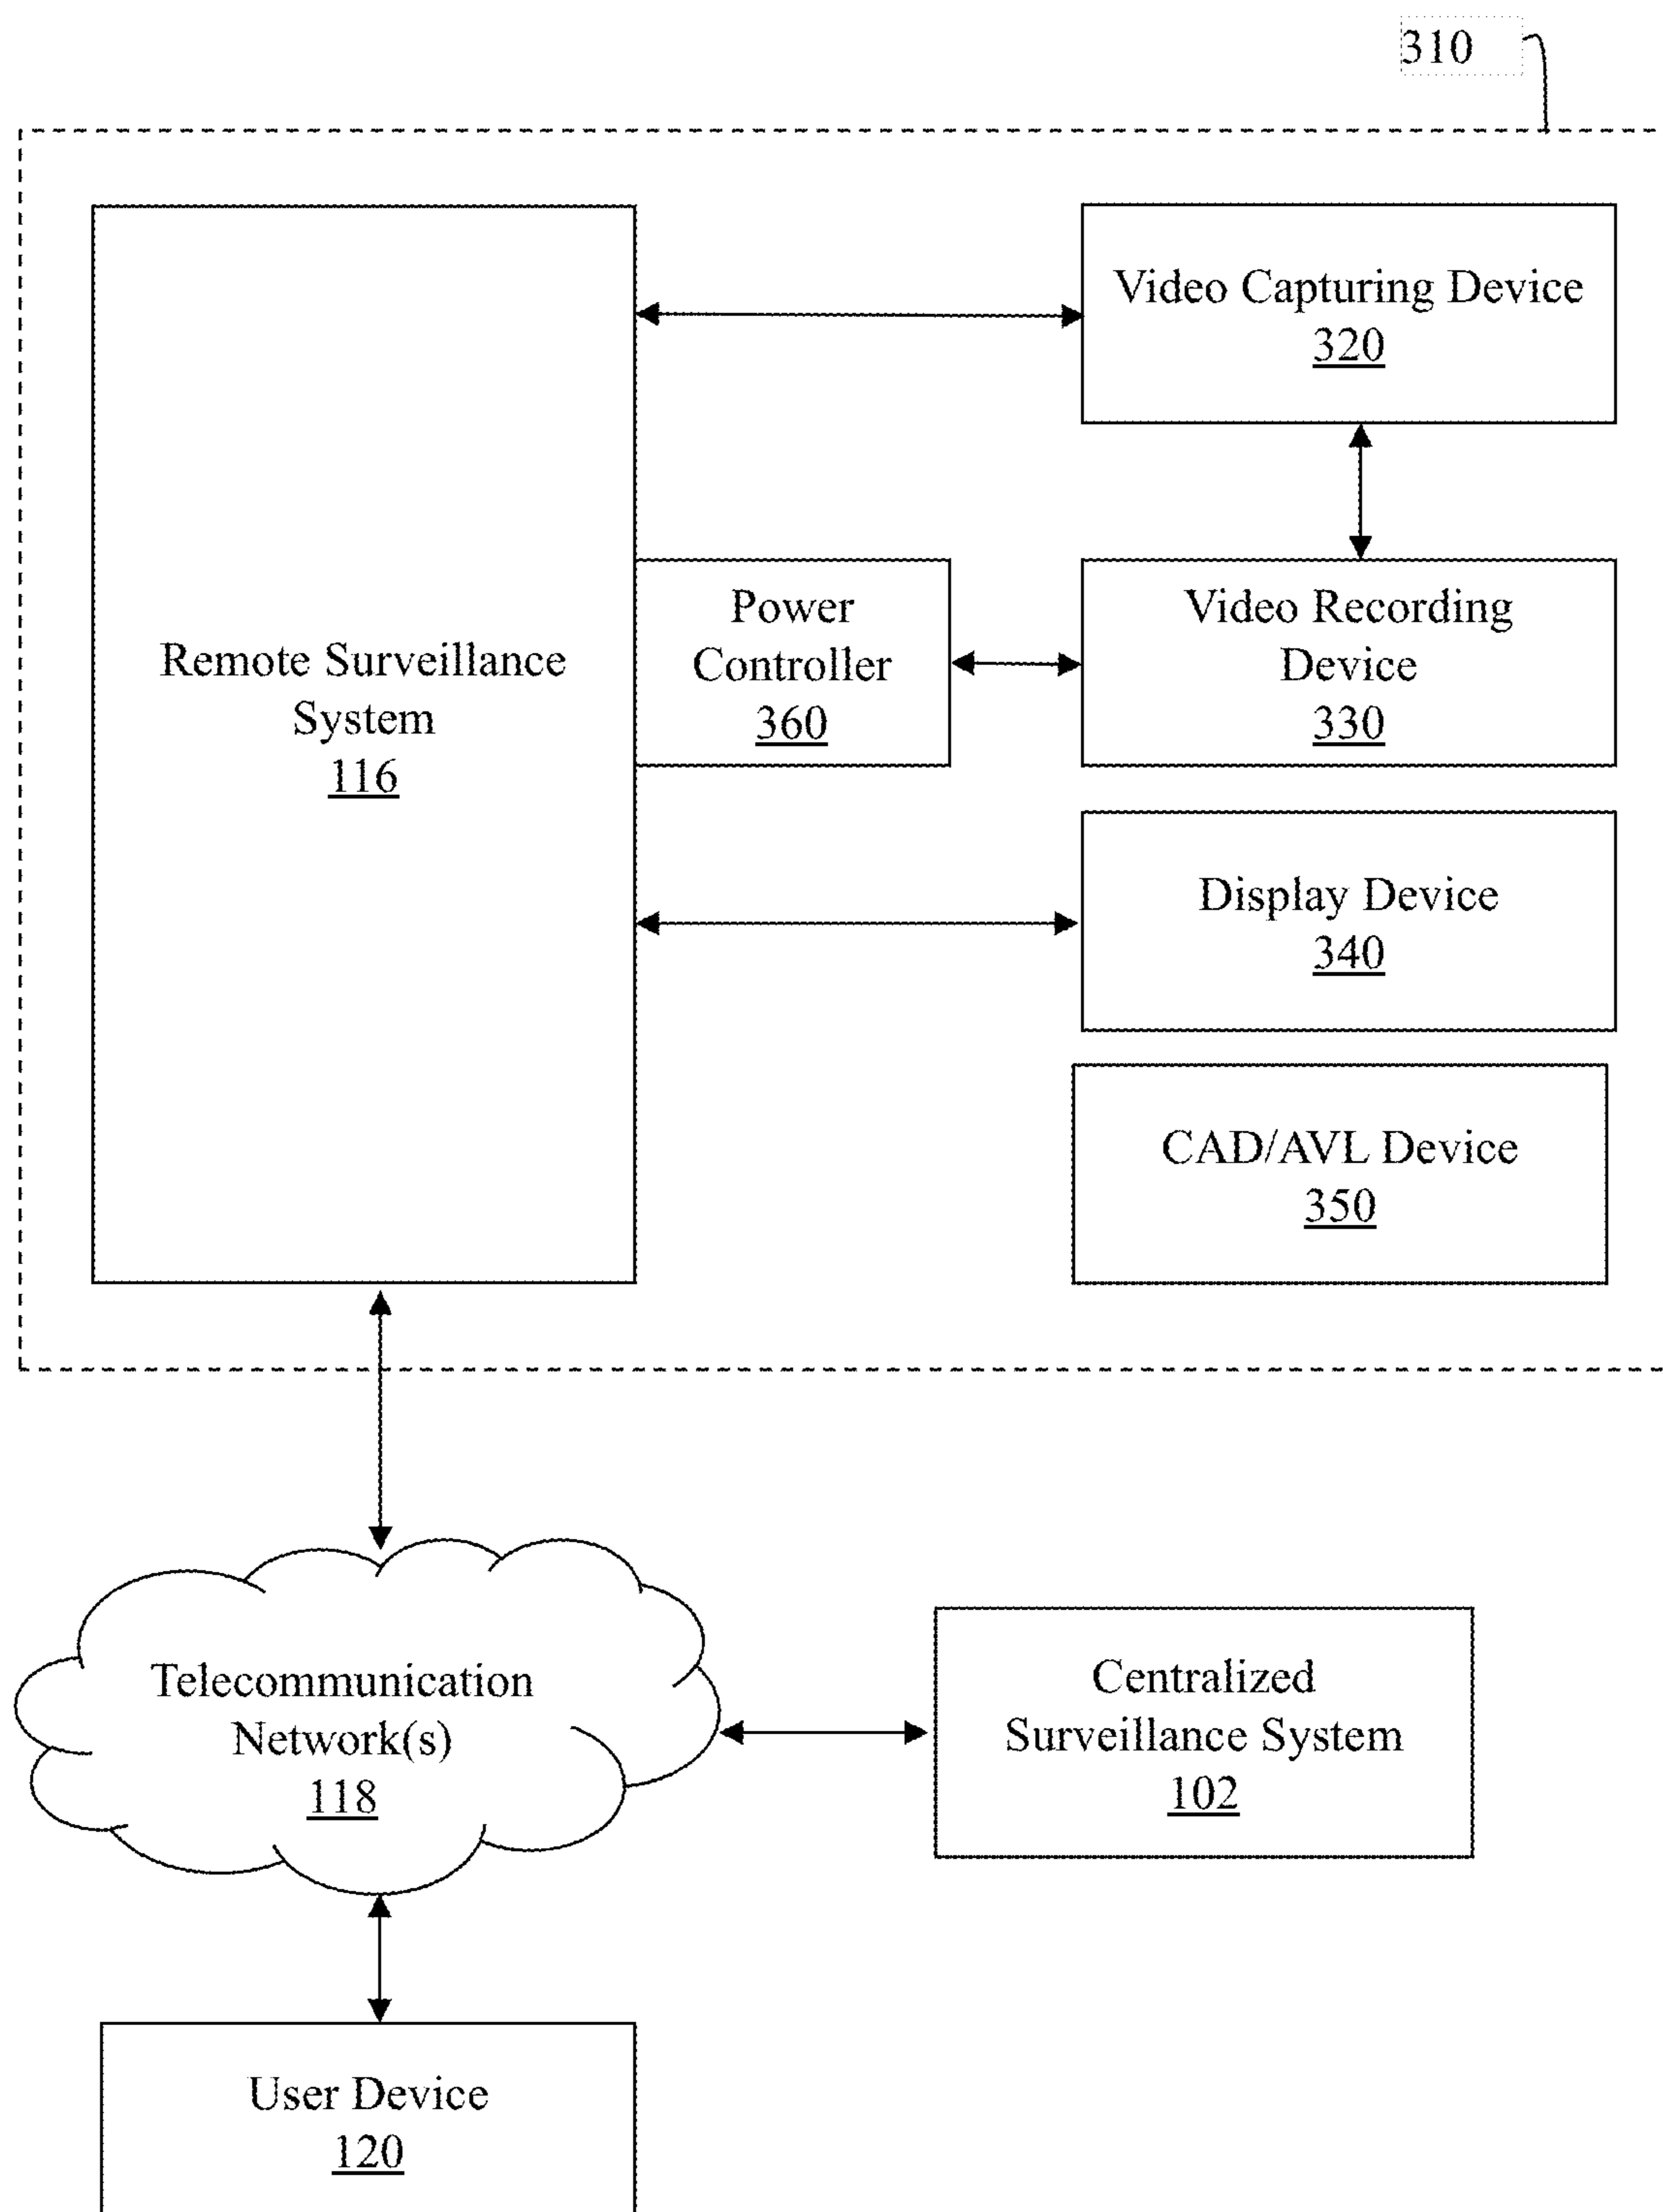 310
Video Capturing Device
320
Remote Surveillance
System
116
Power
Controller
360
Video Recording
Device
330
Display Device
340
CAD/AVL Device
350
Telecommunication
Network(s)
118
Centralized
Surveillance System
102
User Device
120